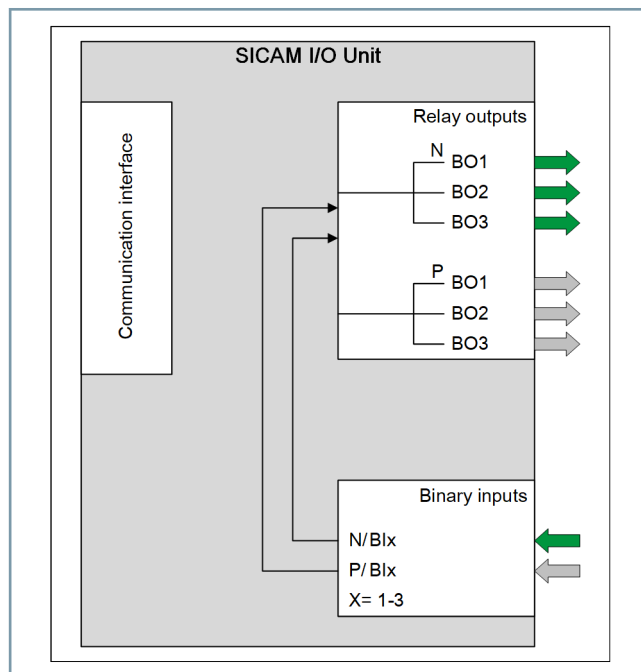 SICAM I/O Unit
Communication interface
Relay outputs
N
BO1
BO2
BO3
P
BO1
BO2
BO3
Binary inputs
N/BIx
P/BIx
X= 1-3